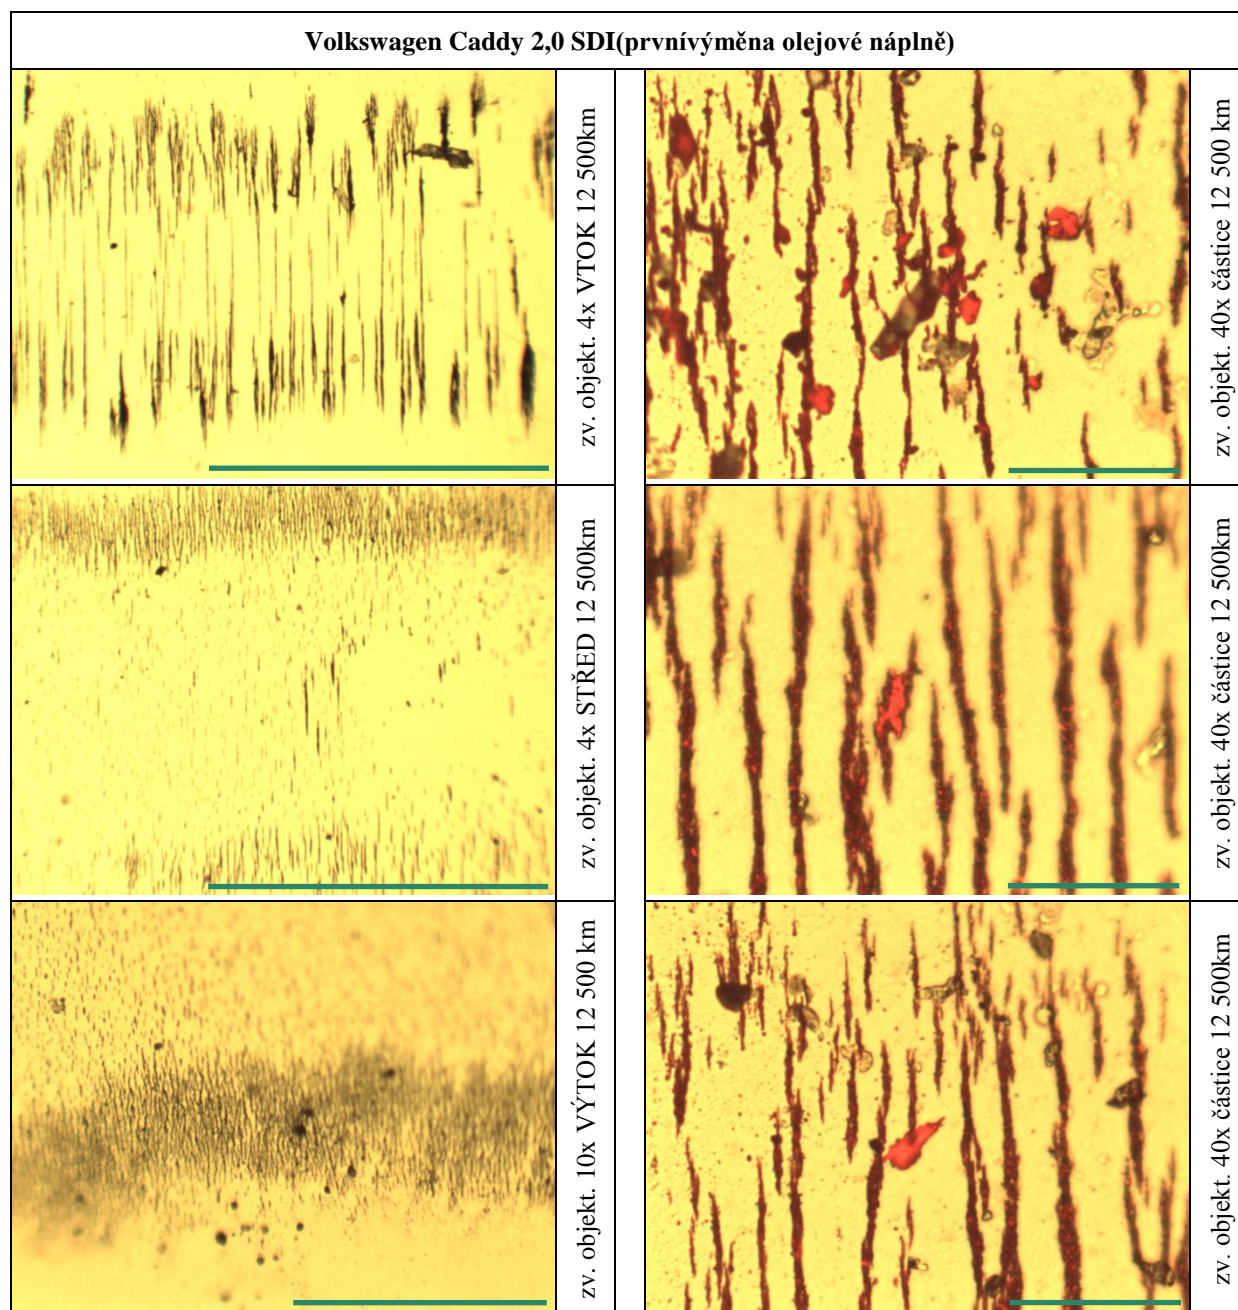 Volkswagen Caddy 2,0 SDI(prvnívýměna olejové náplně)
zv. objekt. 4x VTOK 12 500km
zv. objekt. 40x částice 12 500 km
zv. objekt. 4x STŘED 12 500km
zv. objekt. 40x částice 12 500km
zv. objekt. 10x VÝTOK 12 500 km
zv. objekt. 40x částice 12 500km